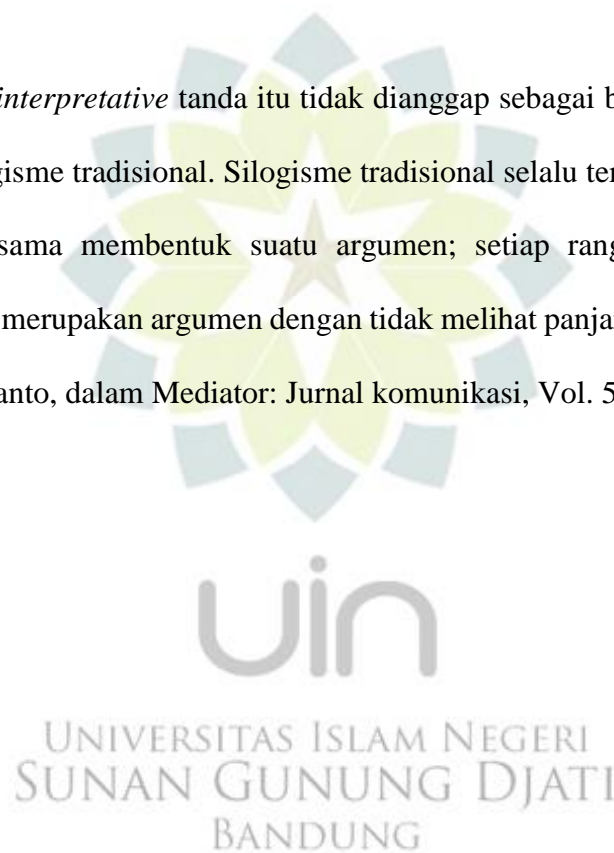 interpretative tanda itu tidak dianggap sebagai b
gisme tradisional. Silogisme tradisional selalu ter
sama membentuk suatu argumen; setiap rang
merupakan argumen dengan tidak melihat panjan
anto, dalam Mediator: Jurnal komunikasi, Vol. 5
uin
UNIVERSITAS ISLAM NEGERI
SUNAN GUNUNG DJATI
BANDUNG